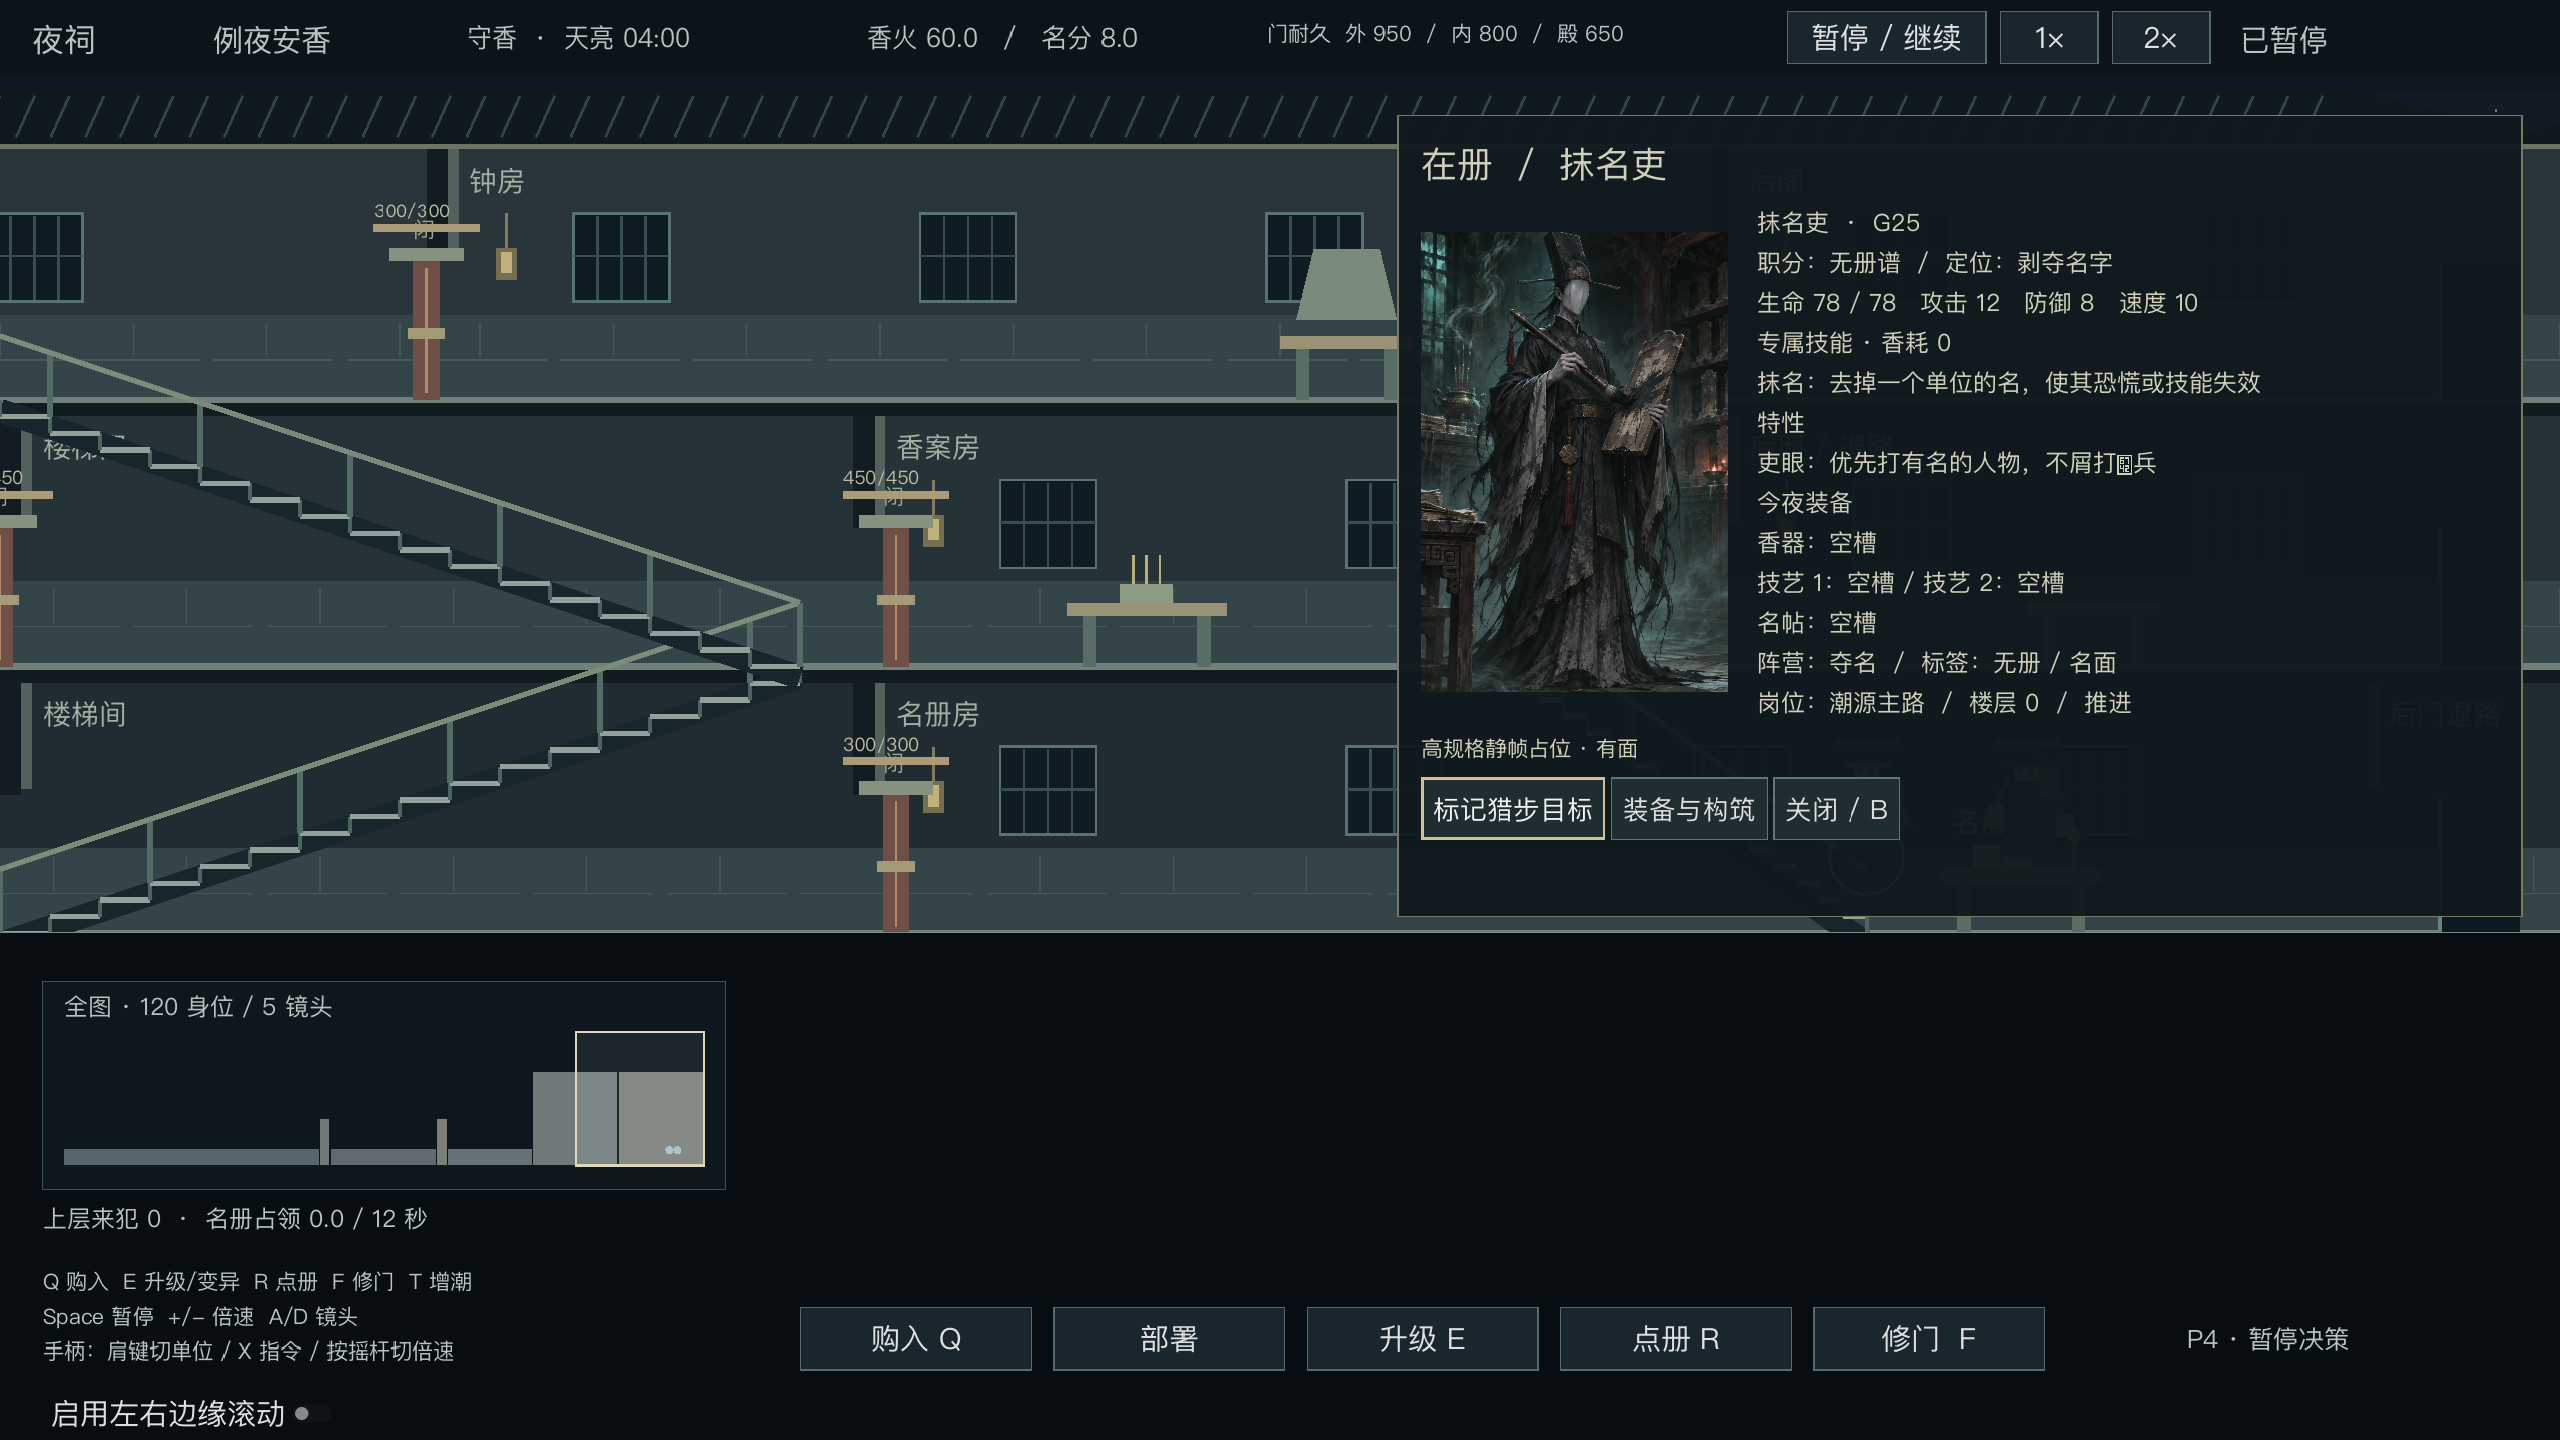 夜祠 例夜安香 守香 · 天亮 04:00 香火 60.0 / 名分 8.0 门耐久 外 950 / 内 800 / 殿 650 暂停 / 继续 1× 2× 已暂停
钟房
300/300
闭
楼梯
香案房
50
450/450
闭
楼梯间
名册房
300/300
闭
在册 / 抹名吏
抹名吏 · G25
职分：无册谱 / 定位：剥夺名字
生命 78 / 78 攻击 12 防御 8 速度 10
专属技能 · 香耗 0
抹名：去掉一个单位的名，使其恐慌或技能失效
特性
吏眼：优先打有名的人物，不屑打兵
今夜装备
香器：空槽
技艺 1：空槽 / 技艺 2：空槽
名帖：空槽
阵营：夺名 / 标签：无册 / 名面
岗位：潮源主路 / 楼层 0 / 推进
高规格静帧占位 · 有面
标记猎步目标 装备与构筑 关闭 / B
后门退路
全图 · 120 身位 / 5 镜头
上层来犯 0 · 名册占领 0.0 / 12 秒
Q 购入 E 升级/变异 R 点册 F 修门 T 增潮
Space 暂停 +/− 倍速 A/D 镜头
手柄：肩键切单位 / X 指令 / 按摇杆切倍速
启用左右边缘滚动
购入 Q 部署 升级 E 点册 R 修门 F P4 · 暂停决策